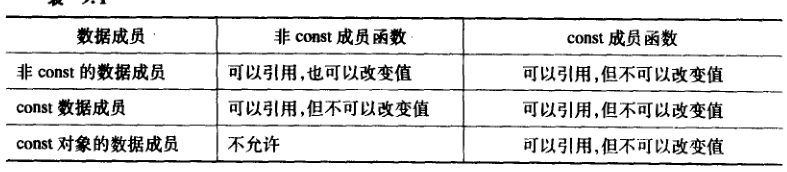 数据成员 非 const 成员函数 const 成员函数
非 const 的数据成员 可以引用,也可以改变值 可以引用,但不可以改变值
const 数据成员 可以引用,但不可以改变值 可以引用,但不可以改变值
const 对象的数据成员 不允许 可以引用,但不可以改变值